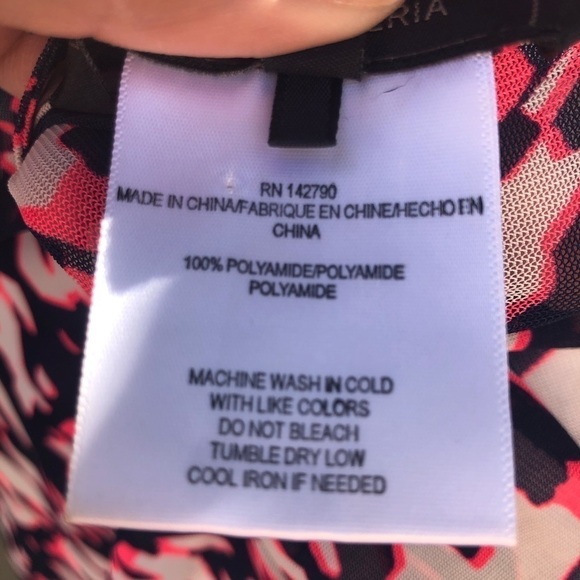 ERIA
RN 142790
MADE IN CHINA/FABRIQUE EN CHINE/HECHO EN
CHINA
100% POLYAMIDE/POLYAMIDE
POLYAMIDE
MACHINE WASH IN COLD
WITH LIKE COLORS
DO NOT BLEACH
TUMBLE DRY LOW
COOL IRON IF NEEDED